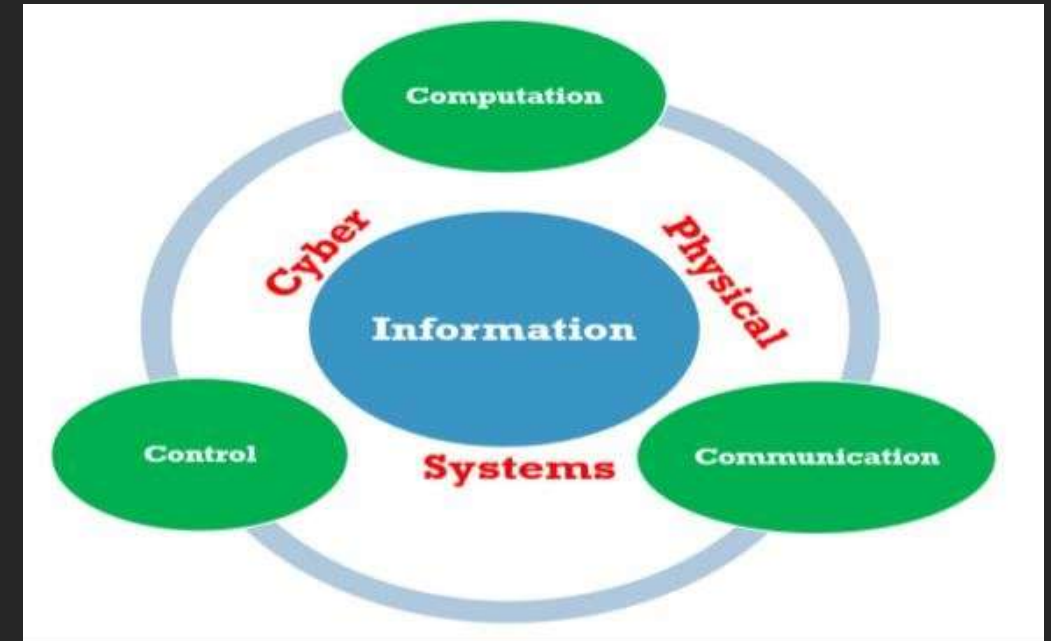 Computation
Cyber
Physical
Information
Control
Systems
Communication